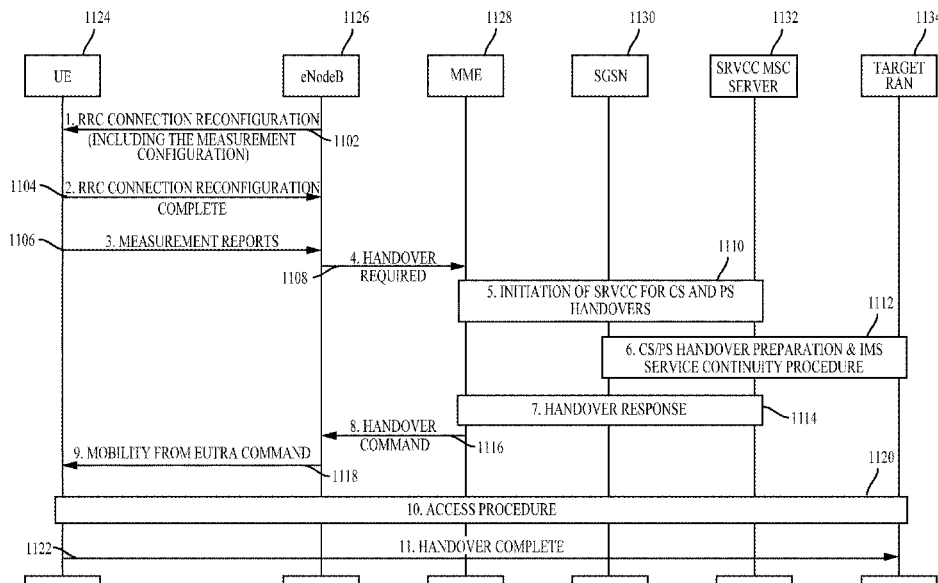 1124
1126
1128
1130
1132
1134
UE
eNodeB
MME
SGSN
SRVCC MSC
SERVER
TARGET
RAN
1. RRC CONNECTION RECONFIGURATION
(INCLUDING THE MEASUREMENT
CONFIGURATION)
1102
1104
2. RRC CONNECTION RECONFIGURATION
COMPLETE
1106
3. MEASUREMENT REPORTS
4. HANDOVER
REQUIRED
1108
1110
5. INITIATION OF SRVCC FOR CS AND PS
HANDOVERS
1112
6. CS/PS HANDOVER PREPARATION & IMS
SERVICE CONTINUITY PROCEDURE
7. HANDOVER RESPONSE
1114
8. HANDOVER
COMMAND
1116
9. MOBILITY FROM EUTRA COMMAND
1118
1120
10. ACCESS PROCEDURE
11. HANDOVER COMPLETE
1122